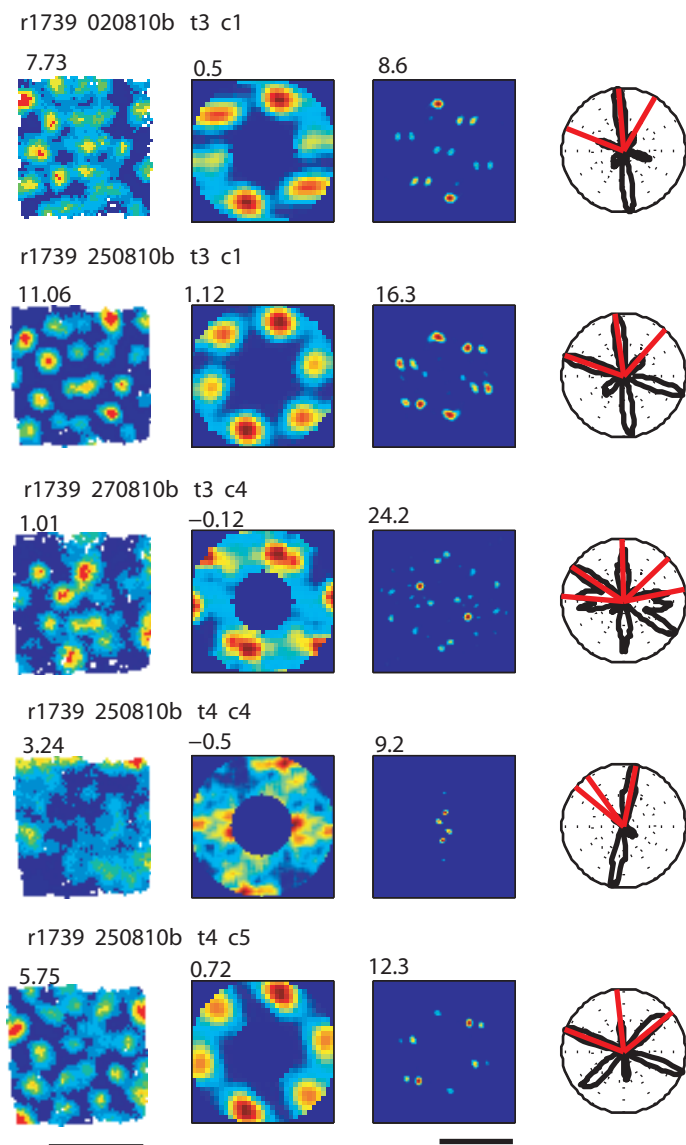 r1739 020810b t3 c1
7.73 0.5 8.6
r1739 250810b t3 c1
11.06 1.12 16.3
r1739 270810b t3 c4
1.01 −0.12 24.2
r1739 250810b t4 c4
3.24 −0.5 9.2
r1739 250810b t4 c5
5.75 0.72 12.3